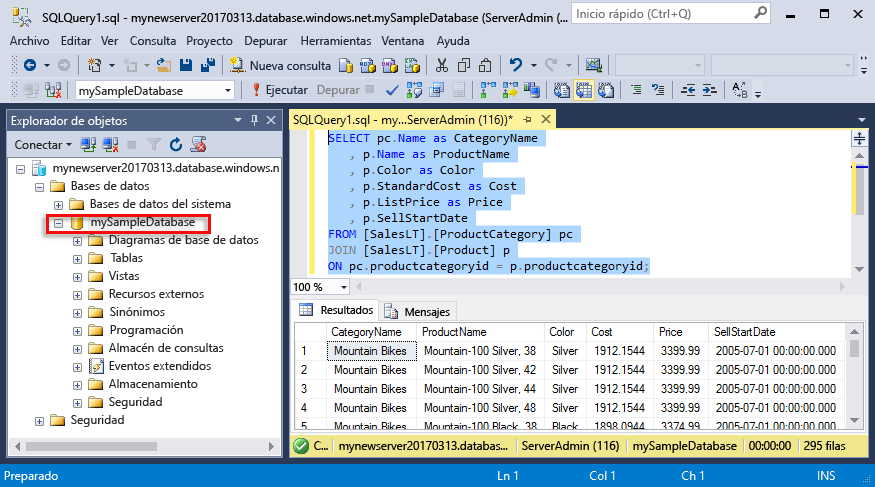 SQLQuery1.sql - mynewserver20170313.database.windows.net.mySampleDatabase (ServerAdmin (...
Inicio rápido (Ctrl+Q)
Archivo Editar Ver Consulta Proyecto Depurar Herramientas Ventana Ayuda
Nueva consulta
mySampleDatabase Ejecutar Depurar
Explorador de objetos
Conectar
mynewserver20170313.database.windows.n
Bases de datos
Bases de datos del sistema
mySampleDatabase
Diagramas de base de datos
Tablas
Vistas
Recursos externos
Sinónimos
Programación
Almacén de consultas
Eventos extendidos
Almacenamiento
Seguridad
Seguridad
SQLQuery1.sql - my...ServerAdmin (116))*
SELECT pc.Name as CategoryName
, p.Name as ProductName
, p.Color as Color
, p.StandardCost as Cost
, p.ListPrice as Price
, p.SellStartDate
FROM [SalesLT].[ProductCategory] pc
JOIN [SalesLT].[Product] p
ON pc.productcategoryid = p.productcategoryid;
100 %
Resultados Mensajes
CategoryName ProductName Color Cost Price SellStartDate
1 Mountain Bikes Mountain-100 Silver, 38 Silver 1912.1544 3399.99 2005-07-01 00:00:00.000
2 Mountain Bikes Mountain-100 Silver, 42 Silver 1912.1544 3399.99 2005-07-01 00:00:00.000
3 Mountain Bikes Mountain-100 Silver, 44 Silver 1912.1544 3399.99 2005-07-01 00:00:00.000
4 Mountain Bikes Mountain-100 Silver, 48 Silver 1912.1544 3399.99 2005-07-01 00:00:00.000
5 Mountain Bikes Mountain-100 Black, 38 Black 1898.0944 3374.99 2005-07-01 00:00:00.000
C... mynewserver20170313.databas... ServerAdmin (116) mySampleDatabase 00:00:00 295 filas
Preparado Ln 1 Col 1 Ch 1 INS